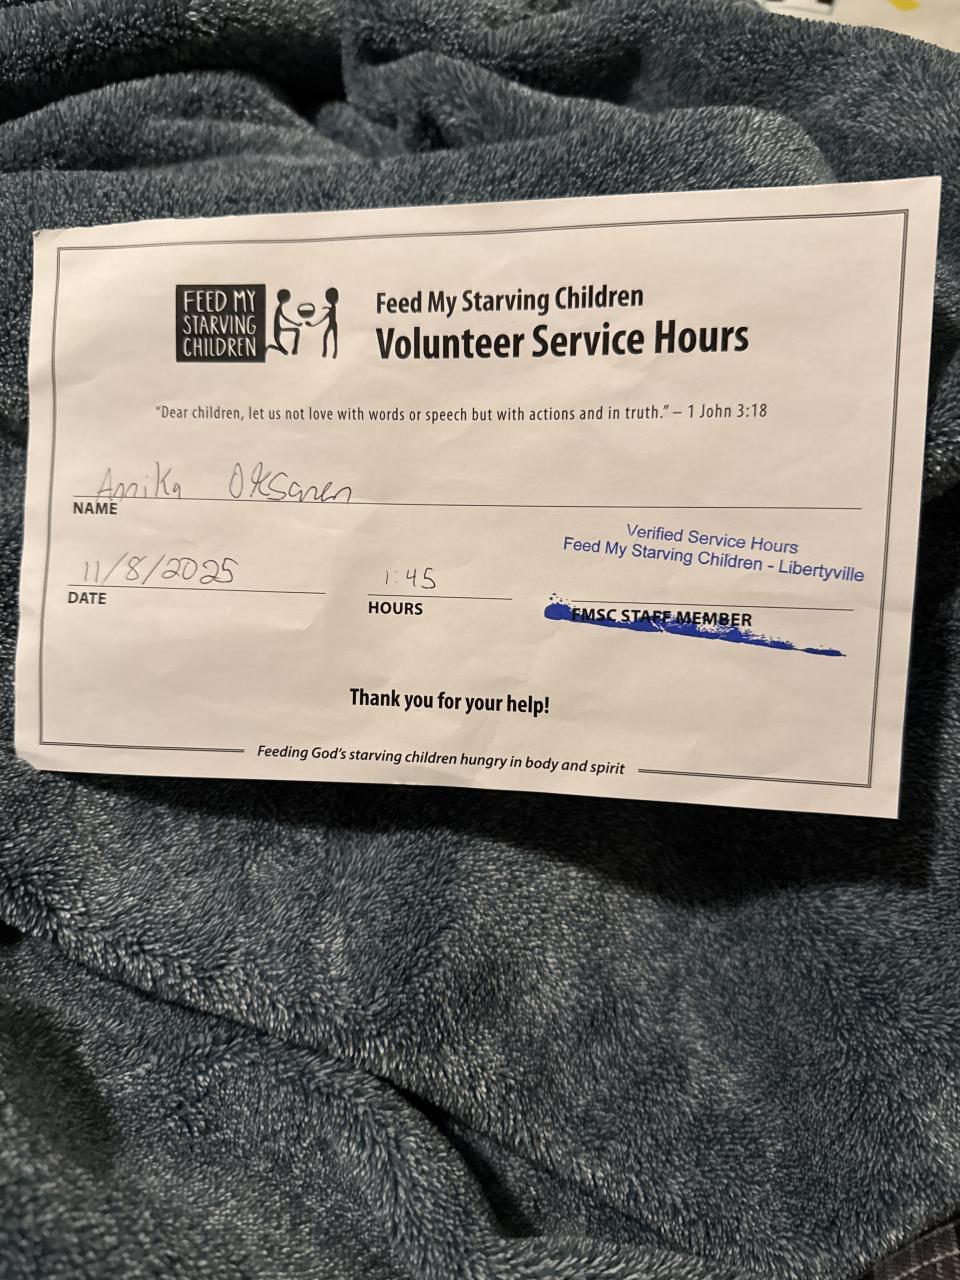 FEED MY
STARVING
CHILDREN
Feed My Starving Children
Volunteer Service Hours
"Dear children, let us not love with words or speech but with actions and in truth." – 1 John 3:18
Annika Oksanen
NAME
Verified Service Hours
Feed My Starving Children - Libertyville
11/8/2025
1:45
DATE
HOURS
FMSC STAFF MEMBER
Thank you for your help!
Feeding God's starving children hungry in body and spirit